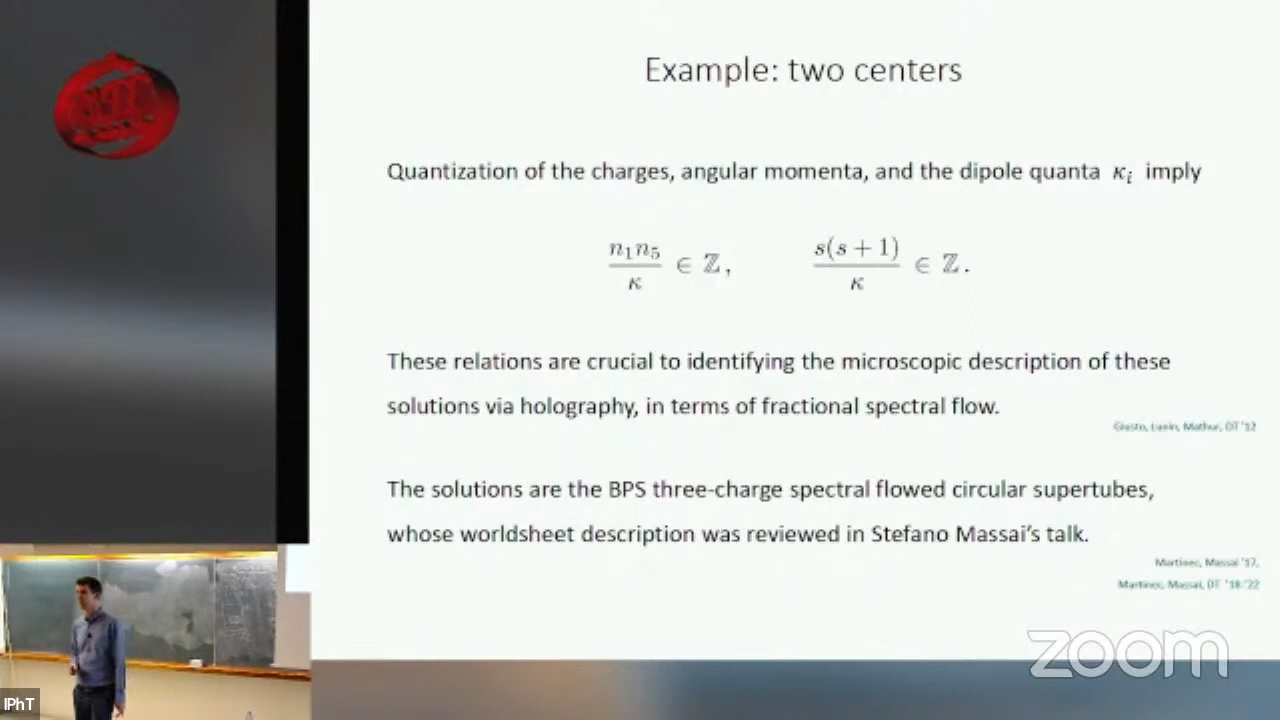 Example: two centers
Quantization of the charges, angular momenta, and the dipole quanta κᵢ imply
n₁n₅/κ ∈ ℤ, s(s + 1)/κ ∈ ℤ.
These relations are crucial to identifying the microscopic description of these
solutions via holography, in terms of fractional spectral flow.
Giusto, Lunin, Mathur, DT '12
The solutions are the BPS three-charge spectral flowed circular supertubes,
whose worldsheet description was reviewed in Stefano Massai's talk.
Martinec, Massai '17,
Martinec, Massai, DT '18-'22
zoom
IPhT